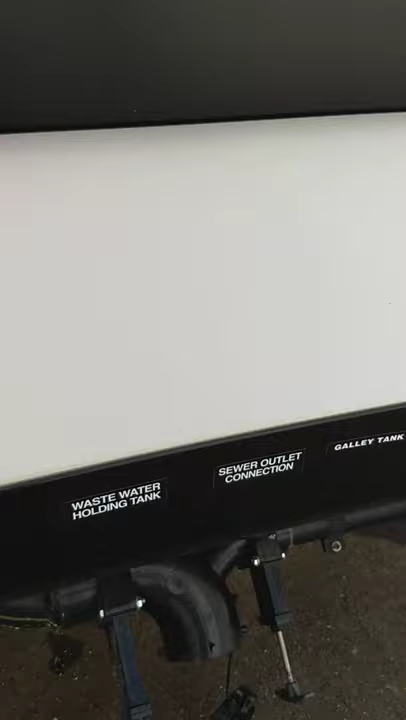 WASTE WATER
HOLDING TANK
SEWER OUTLET
CONNECTION
GALLEY TANK